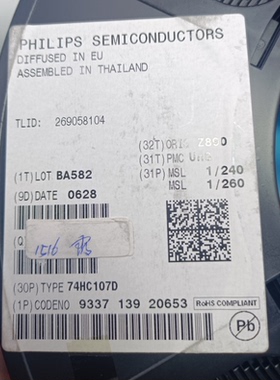 PHILIPS SEMICONDUCTORS
DIFFUSED IN EU
ASSEMBLED IN THAILAND
TLID: 269058104
(32T) ORIG
(31T) PMC
(1T) LOT BA582
(31P) MSL 1/240
MSL 1/260
(9D) DATE 0628
(Q
1516
(30P) TYPE 74HC107D
(1P) CODENO 9337 139 20653
RoHS COMPLIANT
Pb